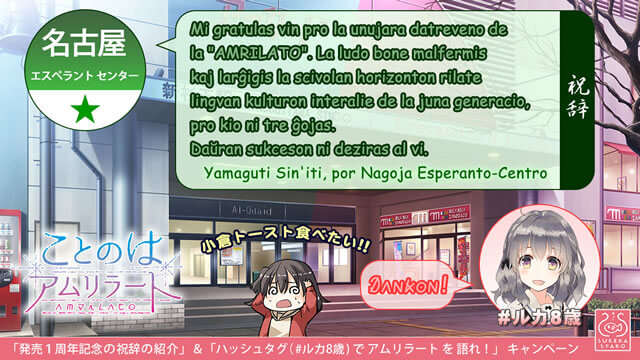 名古屋
エスペラント センター
Mi gratulas vin pro la unujara datreveno de
la "AMRILATO". La ludo bone malfermis
kaj larĝigis la scivolan horizonton rilate
lingvan kulturon interalie de la juna generacio,
pro kio ni tre ĝojas.
Daŭran sukceson ni deziras al vi.
Yamaguti Sin'iti, por Nagoja Esperanto-Centro
祝辞
Al-Quaid
小倉トースト食べたい!!
ことのは
アムリラート
AMRILATO
Dankon!
#ルカ8歳
SUKERA
SPARO
「発売1周年記念の祝辞の紹介」&「ハッシュタグ(#ルカ8歳)で アムリラート を 語れ!」 キャンペーン